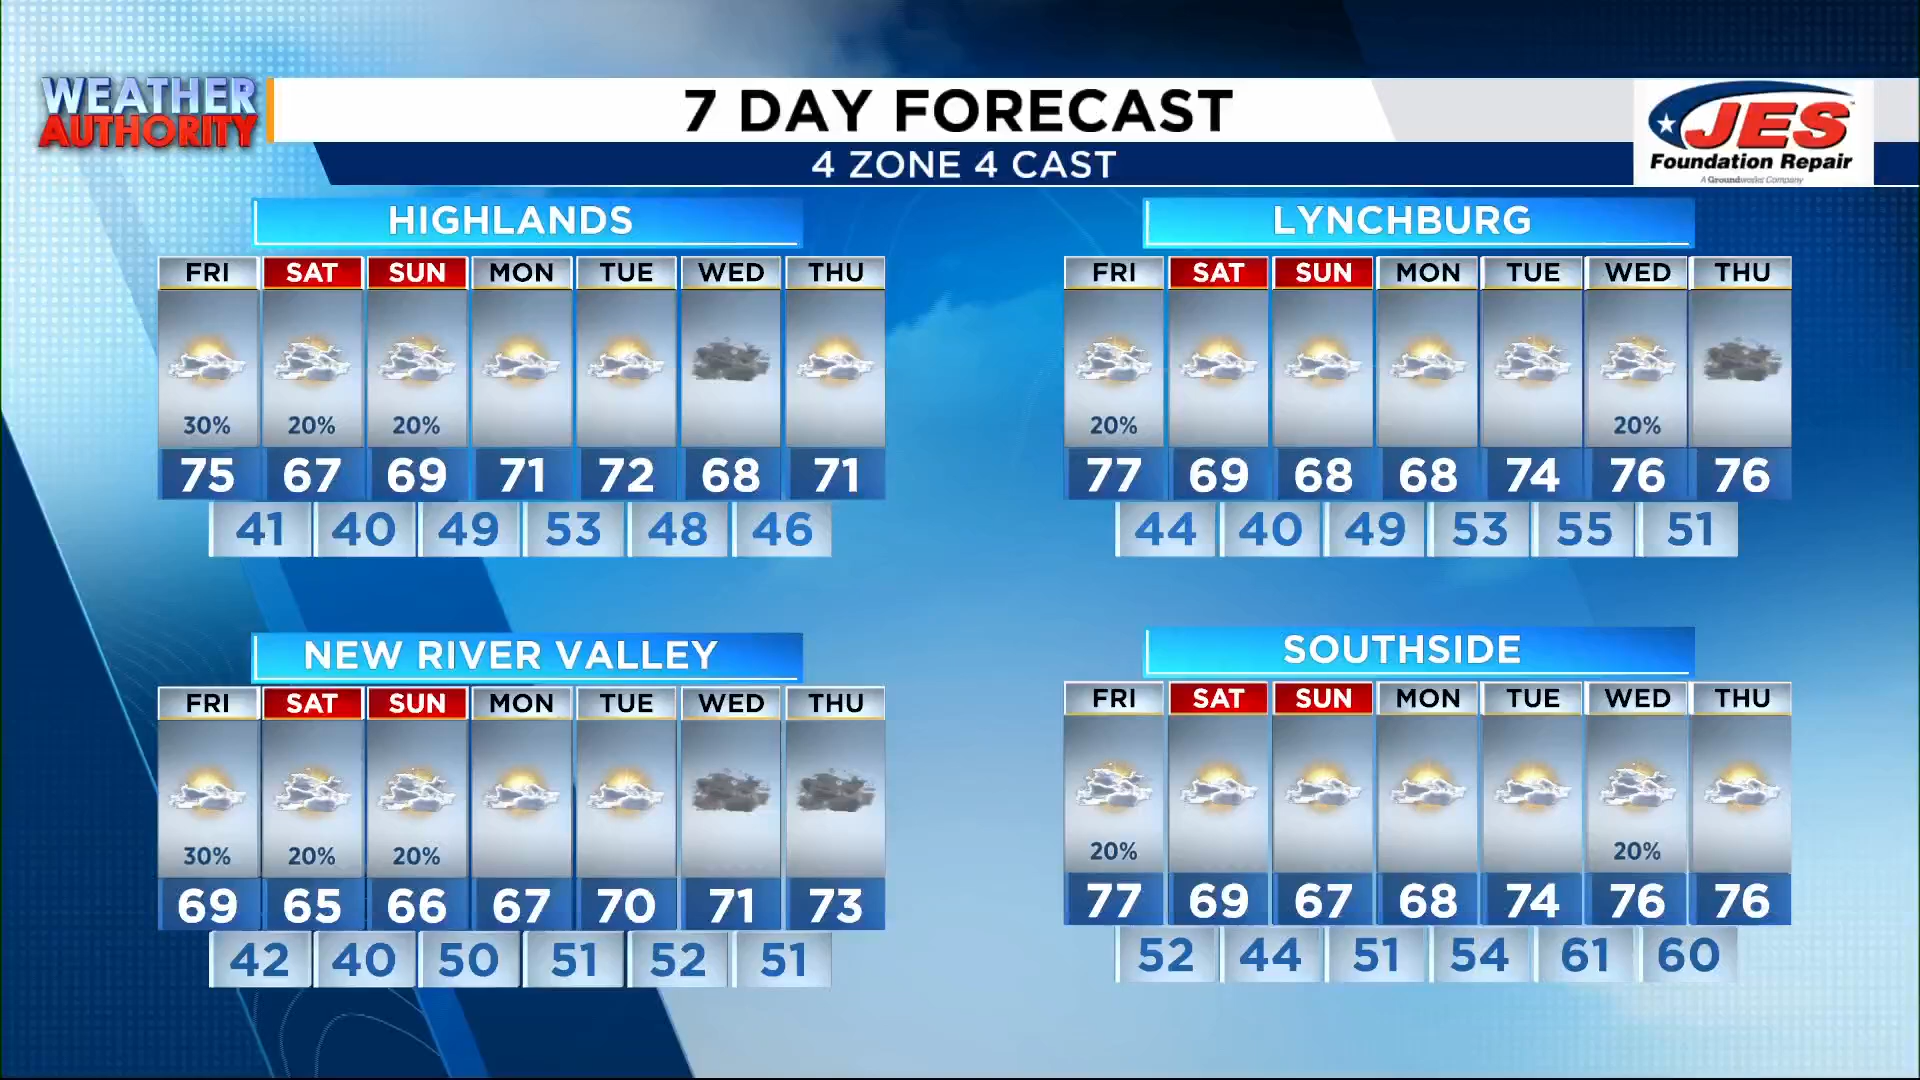 WEATHER
AUTHORITY
7 DAY FORECAST
4 ZONE 4 CAST
JES
Foundation Repair
A Groundworks Company
HIGHLANDS
FRI SAT SUN MON TUE WED THU
30% 20% 20%
75 67 69 71 72 68 71
41 40 49 53 48 46
LYNCHBURG
FRI SAT SUN MON TUE WED THU
20% 20%
77 69 68 68 74 76 76
44 40 49 53 55 51
NEW RIVER VALLEY
FRI SAT SUN MON TUE WED THU
30% 20% 20%
69 65 66 67 70 71 73
42 40 50 51 52 51
SOUTHSIDE
FRI SAT SUN MON TUE WED THU
20% 20%
77 69 67 68 74 76 76
52 44 51 54 61 60